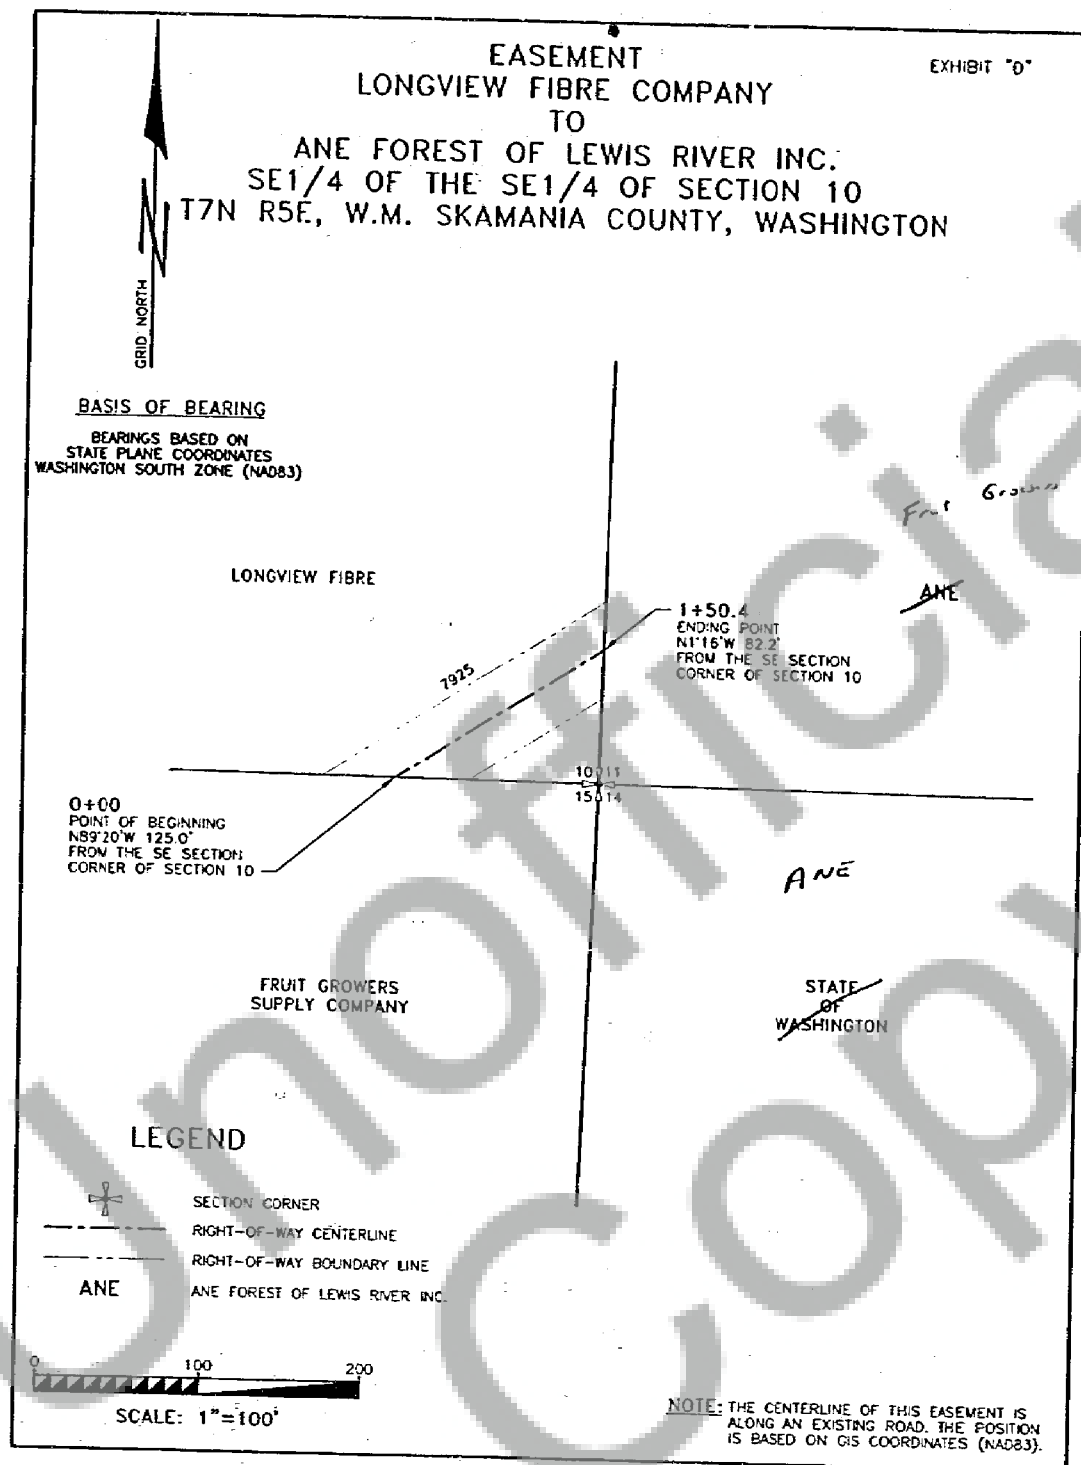 EASEMENT
LONGVIEW FIBRE COMPANY
TO
ANE FOREST OF LEWIS RIVER INC.
SE1/4 OF THE SE1/4 OF SECTION 10
T7N R5E, W.M. SKAMANIA COUNTY, WASHINGTON
EXHIBIT "D"
N
GRID NORTH
BASIS OF BEARING
BEARINGS BASED ON
STATE PLANE COORDINATES
WASHINGTON SOUTH ZONE (NAD83)
LONGVIEW FIBRE
ANE
7925
1+50.4
ENDING POINT
N1°16'W 82.2'
FROM THE SE SECTION
CORNER OF SECTION 10
10 11
15 14
0+00
POINT OF BEGINNING
N89°20'W 125.0'
FROM THE SE SECTION
CORNER OF SECTION 10
ANE
FRUIT GROWERS
SUPPLY COMPANY
STATE
OF
WASHINGTON
LEGEND
SECTION CORNER
RIGHT-OF-WAY CENTERLINE
RIGHT-OF-WAY BOUNDARY LINE
ANE ANE FOREST OF LEWIS RIVER INC.
0 100 200
SCALE: 1"=100'
NOTE: THE CENTERLINE OF THIS EASEMENT IS
ALONG AN EXISTING ROAD. THE POSITION
IS BASED ON GIS COORDINATES (NAD83).
Unofficial
Copy